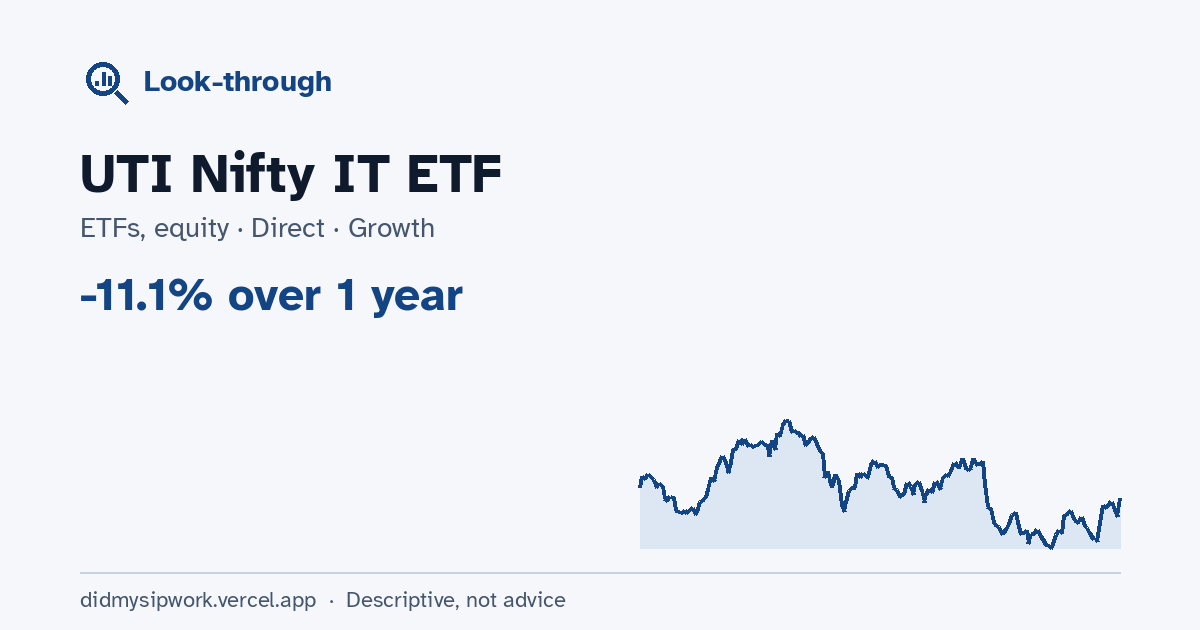 Look-through
UTI Nifty IT ETF
ETFs, equity · Direct · Growth
-11.1% over 1 year
didmysipwork.vercel.app · Descriptive, not advice